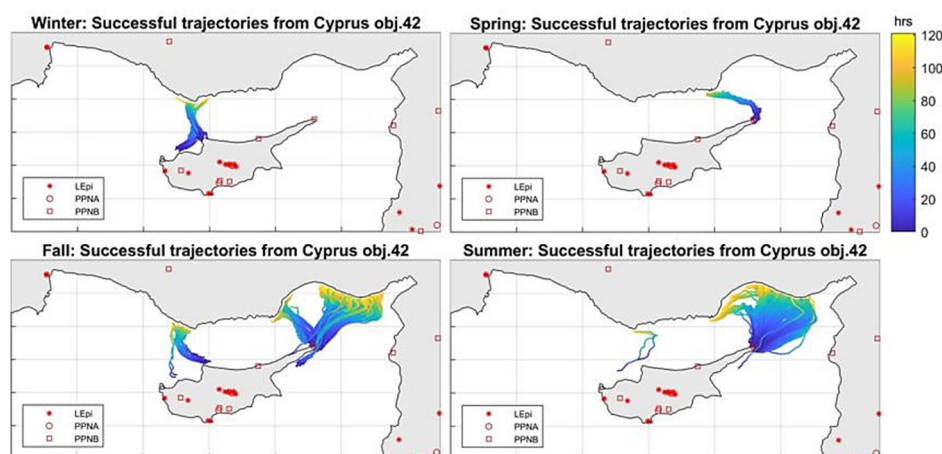 Winter: Successful trajectories from Cyprus obj.42
LEpi
PPNA
PPNB
Spring: Successful trajectories from Cyprus obj.42
LEpi
PPNA
PPNB
hrs
120
100
80
60
40
20
0
Fall: Successful trajectories from Cyprus obj.42
LEpi
PPNA
PPNB
Summer: Successful trajectories from Cyprus obj.42
LEpi
PPNA
PPNB